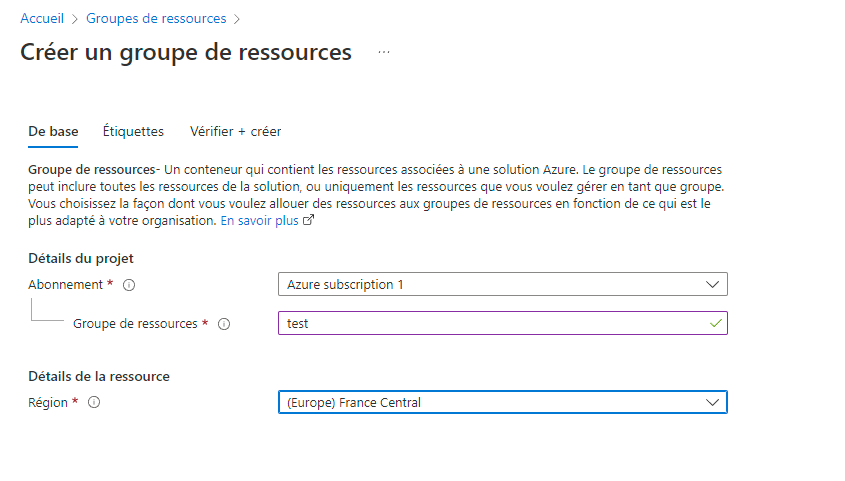 Accueil > Groupes de ressources >
Créer un groupe de ressources ...
De base Étiquettes Vérifier + créer
Groupe de ressources- Un conteneur qui contient les ressources associées à une solution Azure. Le groupe de ressources
peut inclure toutes les ressources de la solution, ou uniquement les ressources que vous voulez gérer en tant que groupe.
Vous choisissez la façon dont vous voulez allouer des ressources aux groupes de ressources en fonction de ce qui est le
plus adapté à votre organisation. En savoir plus
Détails du projet
Abonnement * Azure subscription 1
Groupe de ressources * test
Détails de la ressource
Région * (Europe) France Central